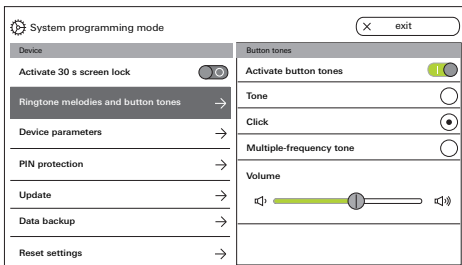 System programming mode
exit
Device
Activate 30 s screen lock
Ringtone melodies and button tones
Device parameters
PIN protection
Update
Data backup
Reset settings
Button tones
Activate button tones
Tone
Click
Multiple-frequency tone
Volume